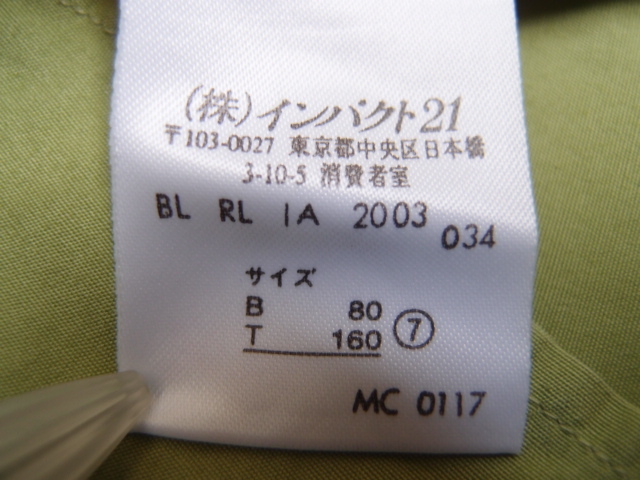 (株)インパクト21
〒103-0027 東京都中央区日本橋
3-10-5 消費者室
BL RL IA 2003
034
サイズ
B 80
T 160 ⑦
MC 0117